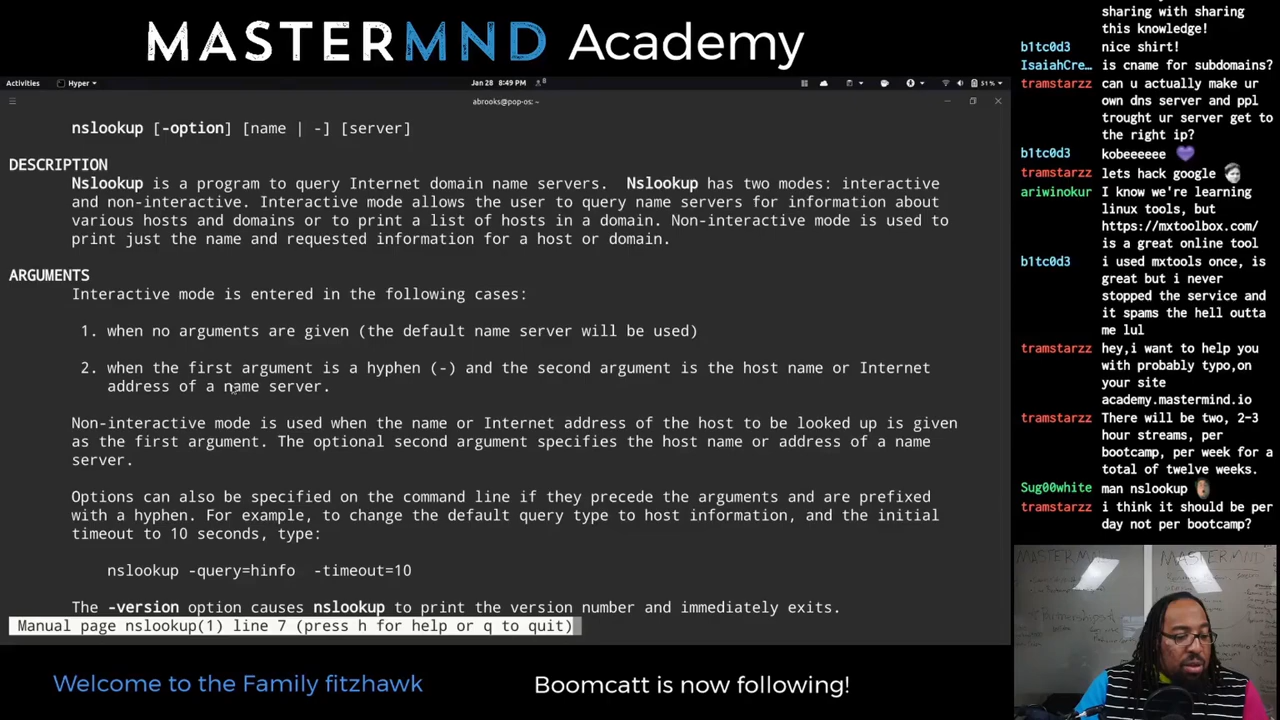 MASTERMND Academy
Activities
Hyper
Jan 28 8:49 PM
51 %
abrooks@pop-os: ~
nslookup [-option] [name | -] [server]
DESCRIPTION
Nslookup is a program to query Internet domain name servers.  Nslookup has two modes: interactive
and non-interactive. Interactive mode allows the user to query name servers for information about
various hosts and domains or to print a list of hosts in a domain. Non-interactive mode is used to
print just the name and requested information for a host or domain.
ARGUMENTS
Interactive mode is entered in the following cases:
1. when no arguments are given (the default name server will be used)
2. when the first argument is a hyphen (-) and the second argument is the host name or Internet
address of a name server.
Non-interactive mode is used when the name or Internet address of the host to be looked up is given
as the first argument. The optional second argument specifies the host name or address of a name
server.
Options can also be specified on the command line if they precede the arguments and are prefixed
with a hyphen. For example, to change the default query type to host information, and the initial
timeout to 10 seconds, type:
nslookup -query=hinfo  -timeout=10
The -version option causes nslookup to print the version number and immediately exits.
Manual page nslookup(1) line 7 (press h for help or q to quit)
sharing with sharing
this knowledge!
b1tc0d3 nice shirt!
IsaiahCre… is cname for subdomains?
tramstarzz can u actually make ur
own dns server and ppl
trought ur server get to
the right ip?
b1tc0d3 kobeeeeee
tramstarzz lets hack google
ariwinokur I know we're learning
linux tools, but
https://mxtoolbox.com/
is a great online tool
b1tc0d3 i used mxtools once, is
great but i never
stopped the service and
it spams the hell outta
me lul
tramstarzz hey,i want to help you
with probably typo,on
your site
academy.mastermind.io
tramstarzz There will be two, 2-3
hour streams, per
bootcamp, per week for a
total of twelve weeks.
Sug00white man nslookup
tramstarzz i think it should be per
day not per bootcamp?
MASTERMND
Welcome to the Family fitzhawk
Boomcatt is now following!